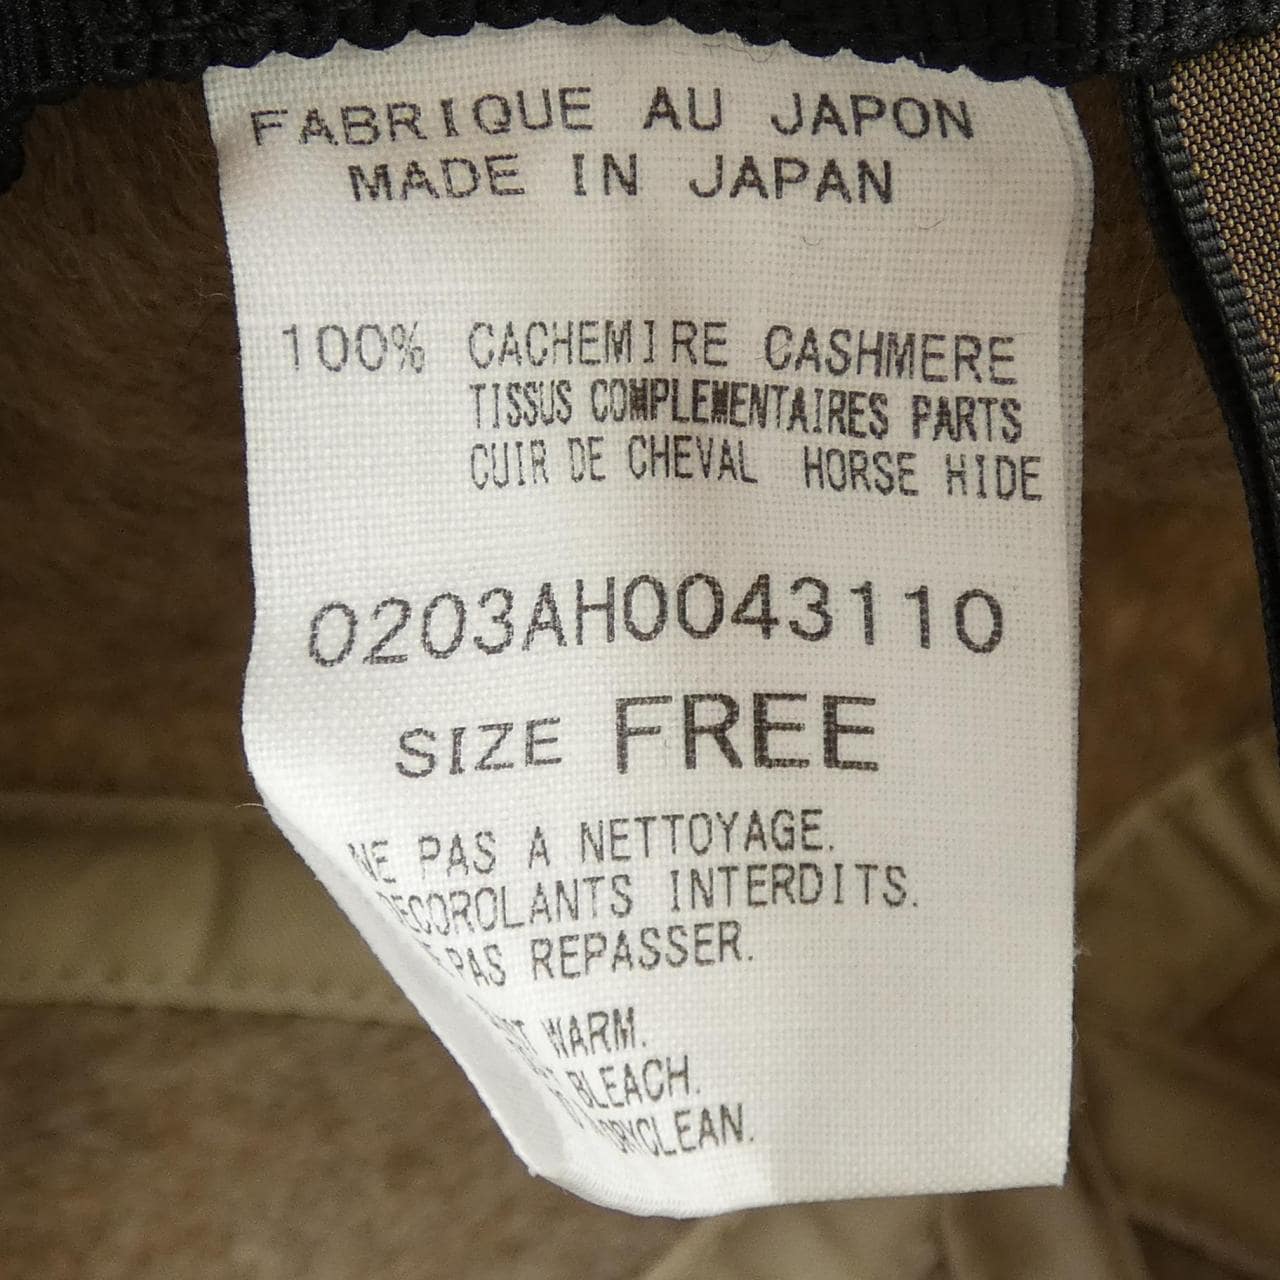 FABRIQUE AU JAPON
MADE IN JAPAN
100% CACHEMIRE CASHMERE
TISSUS COMPLEMENTAIRES PARTS
CUIR DE CHEVAL HORSE HIDE
0203AH0043110
SIZE FREE
NE PAS A NETTOYAGE.
DECOROLANTS INTERDITS.
PAS REPASSER.
WARM.
BLEACH.
DRYCLEAN.